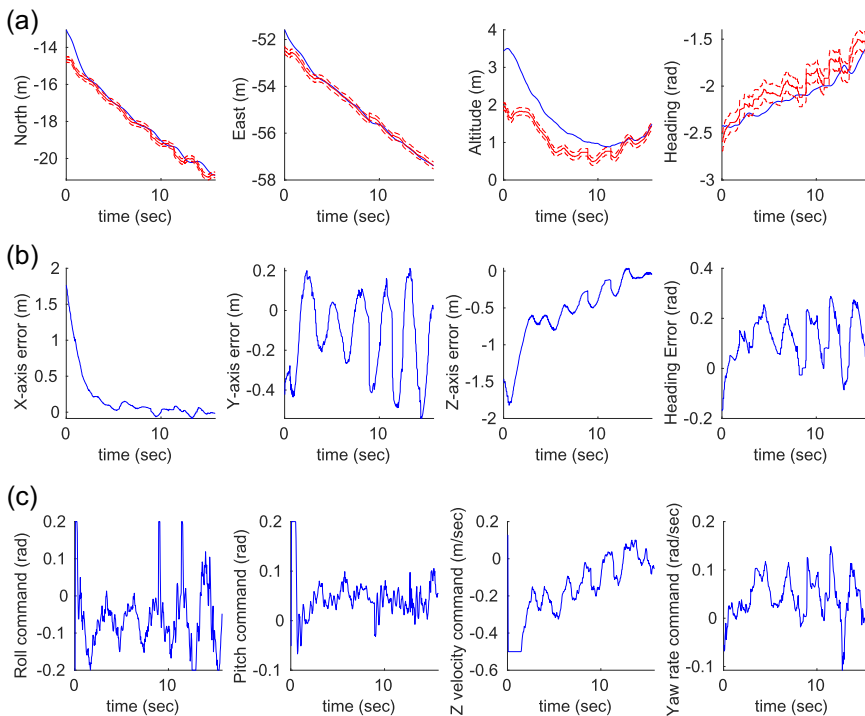 (a)
North (m)
-14
-16
-18
-20
0
10
time (sec)
East (m)
-52
-54
-56
-58
0
10
time (sec)
Altitude (m)
4
3
2
1
0
0
10
time (sec)
Heading (rad)
-1.5
-2
-2.5
-3
0
10
time (sec)
(b)
X-axis error (m)
2
1.5
1
0.5
0
0
10
time (sec)
Y-axis error (m)
0.2
0
-0.2
-0.4
0
10
time (sec)
Z-axis error (m)
0
-0.5
-1
-1.5
-2
0
10
time (sec)
Heading Error (rad)
0.4
0.2
0
-0.2
0
10
time (sec)
(c)
Roll command (rad)
0.2
0.1
0
-0.1
-0.2
0
10
time (sec)
Pitch command (rad)
0.2
0.1
0
-0.1
0
10
time (sec)
Z velocity command (m/sec)
0.2
0
-0.2
-0.4
-0.6
0
10
time (sec)
Yaw rate command (rad/sec)
0.2
0.1
0
-0.1
0
10
time (sec)